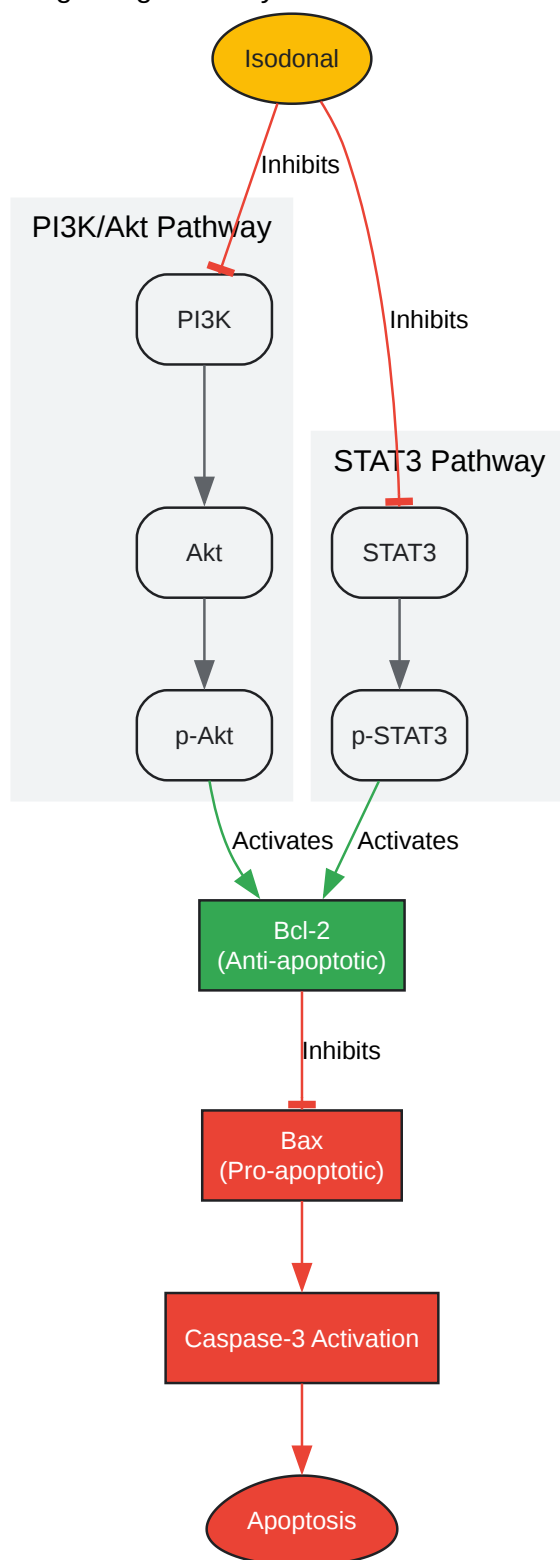 Isodonal
Inhibits
PI3K/Akt Pathway
PI3K
Inhibits
STAT3 Pathway
Akt
STAT3
p-Akt
p-STAT3
Activates
Activates
Bcl-2
(Anti-apoptotic)
Inhibits
Bax
(Pro-apoptotic)
Caspase-3 Activation
Apoptosis